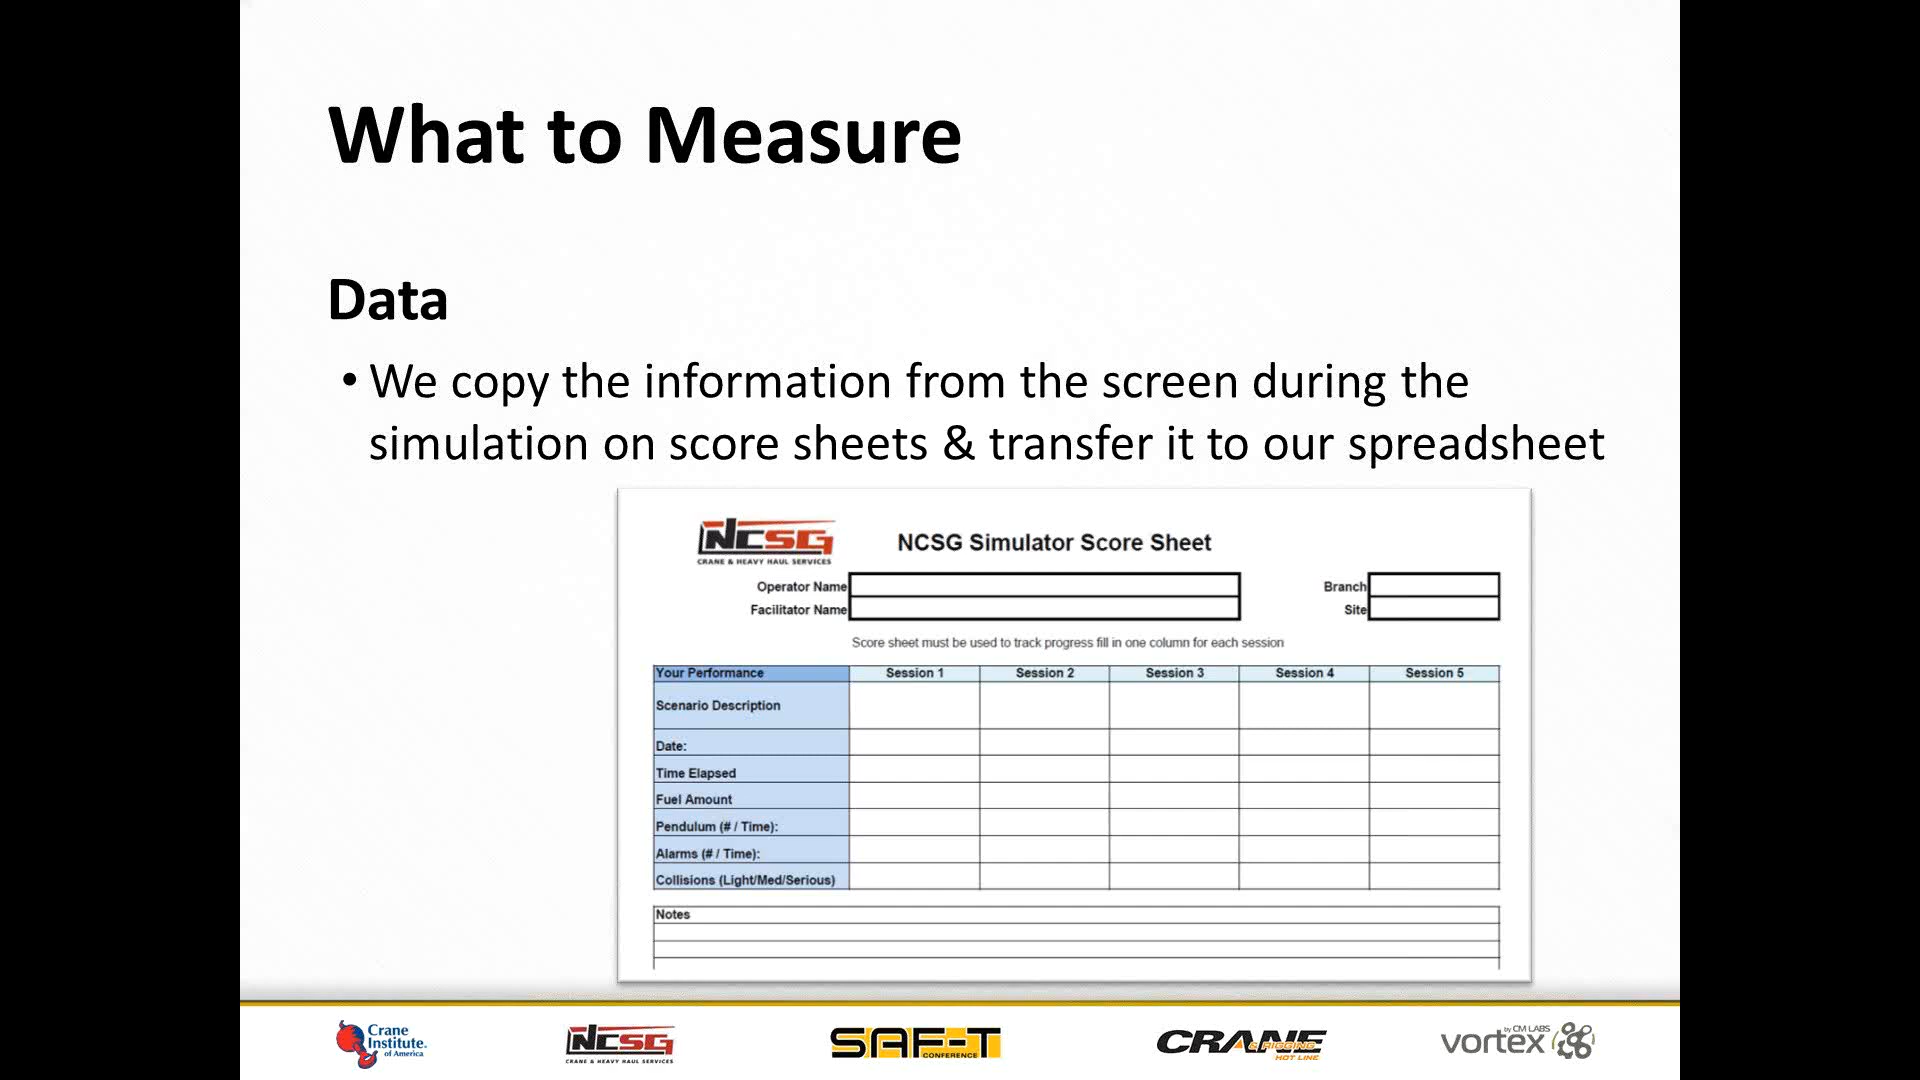 What to Measure
Data
• We copy the information from the screen during the
simulation on score sheets & transfer it to our spreadsheet
NCSG
CRANE & HEAVY HAUL SERVICES
NCSG Simulator Score Sheet
Operator Name
Branch
Facilitator Name
Site
Score sheet must be used to track progress fill in one column for each session
Your Performance Session 1 Session 2 Session 3 Session 4 Session 5
Scenario Description
Date:
Time Elapsed
Fuel Amount
Pendulum (# / Time):
Alarms (# / Time):
Collisions (Light/Med/Serious)
Notes
Crane
Institute.
of America
NCSG
CRANE & HEAVY HAUL SERVICES
SAF-T
CONFERENCE
CRANE
& RIGGING
HOT LINE
by CM LABS
vortex